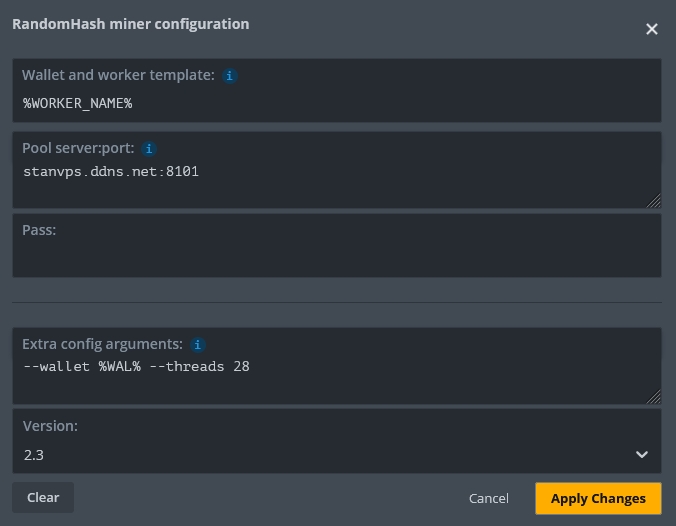 RandomHash miner configuration
Wallet and worker template:
%WORKER_NAME%
Pool server:port:
stanvps.ddns.net:8101
Pass:
Extra config arguments:
--wallet %WAL% --threads 28
Version:
2.3
Clear
Cancel
Apply Changes